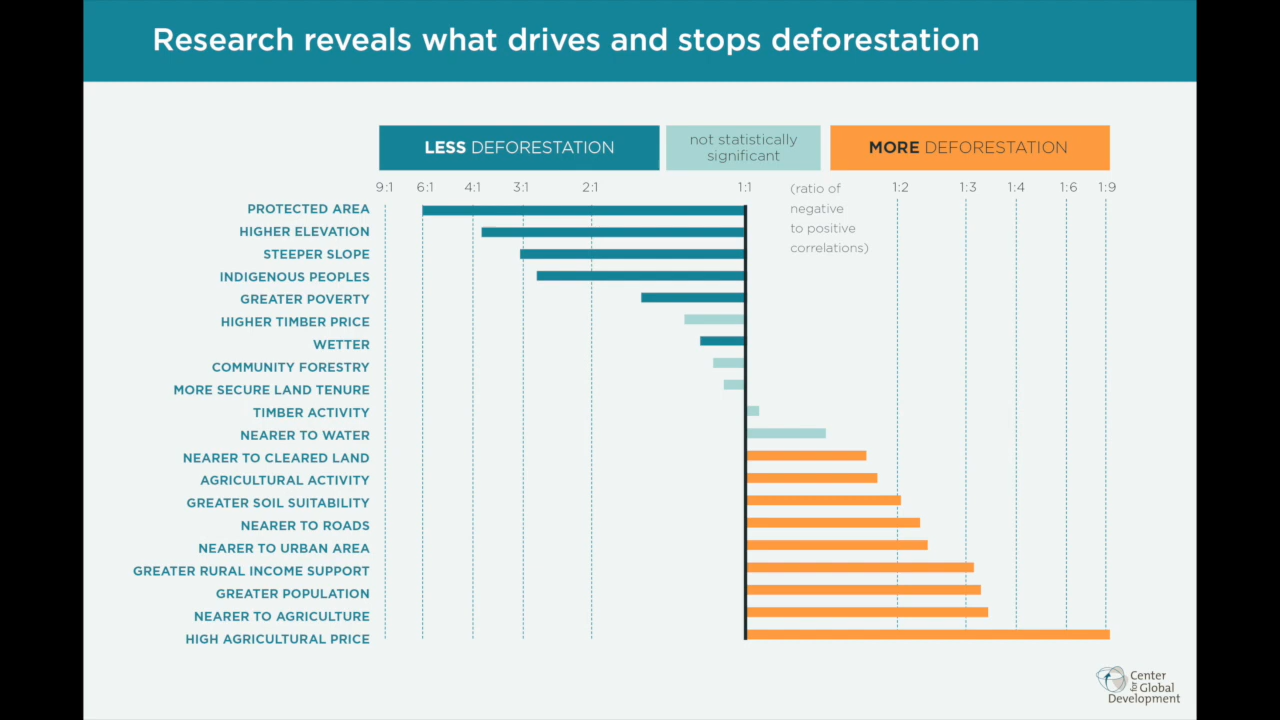 Research reveals what drives and stops deforestation
LESS DEFORESTATION
not statistically
significant
MORE DEFORESTATION
9:1 6:1 4:1 3:1 2:1 1:1 (ratio of 1:2 1:3 1:4 1:6 1:9
negative
to positive
correlations)
PROTECTED AREA
HIGHER ELEVATION
STEEPER SLOPE
INDIGENOUS PEOPLES
GREATER POVERTY
HIGHER TIMBER PRICE
WETTER
COMMUNITY FORESTRY
MORE SECURE LAND TENURE
TIMBER ACTIVITY
NEARER TO WATER
NEARER TO CLEARED LAND
AGRICULTURAL ACTIVITY
GREATER SOIL SUITABILITY
NEARER TO ROADS
NEARER TO URBAN AREA
GREATER RURAL INCOME SUPPORT
GREATER POPULATION
NEARER TO AGRICULTURE
HIGH AGRICULTURAL PRICE
Center
for Global
Development